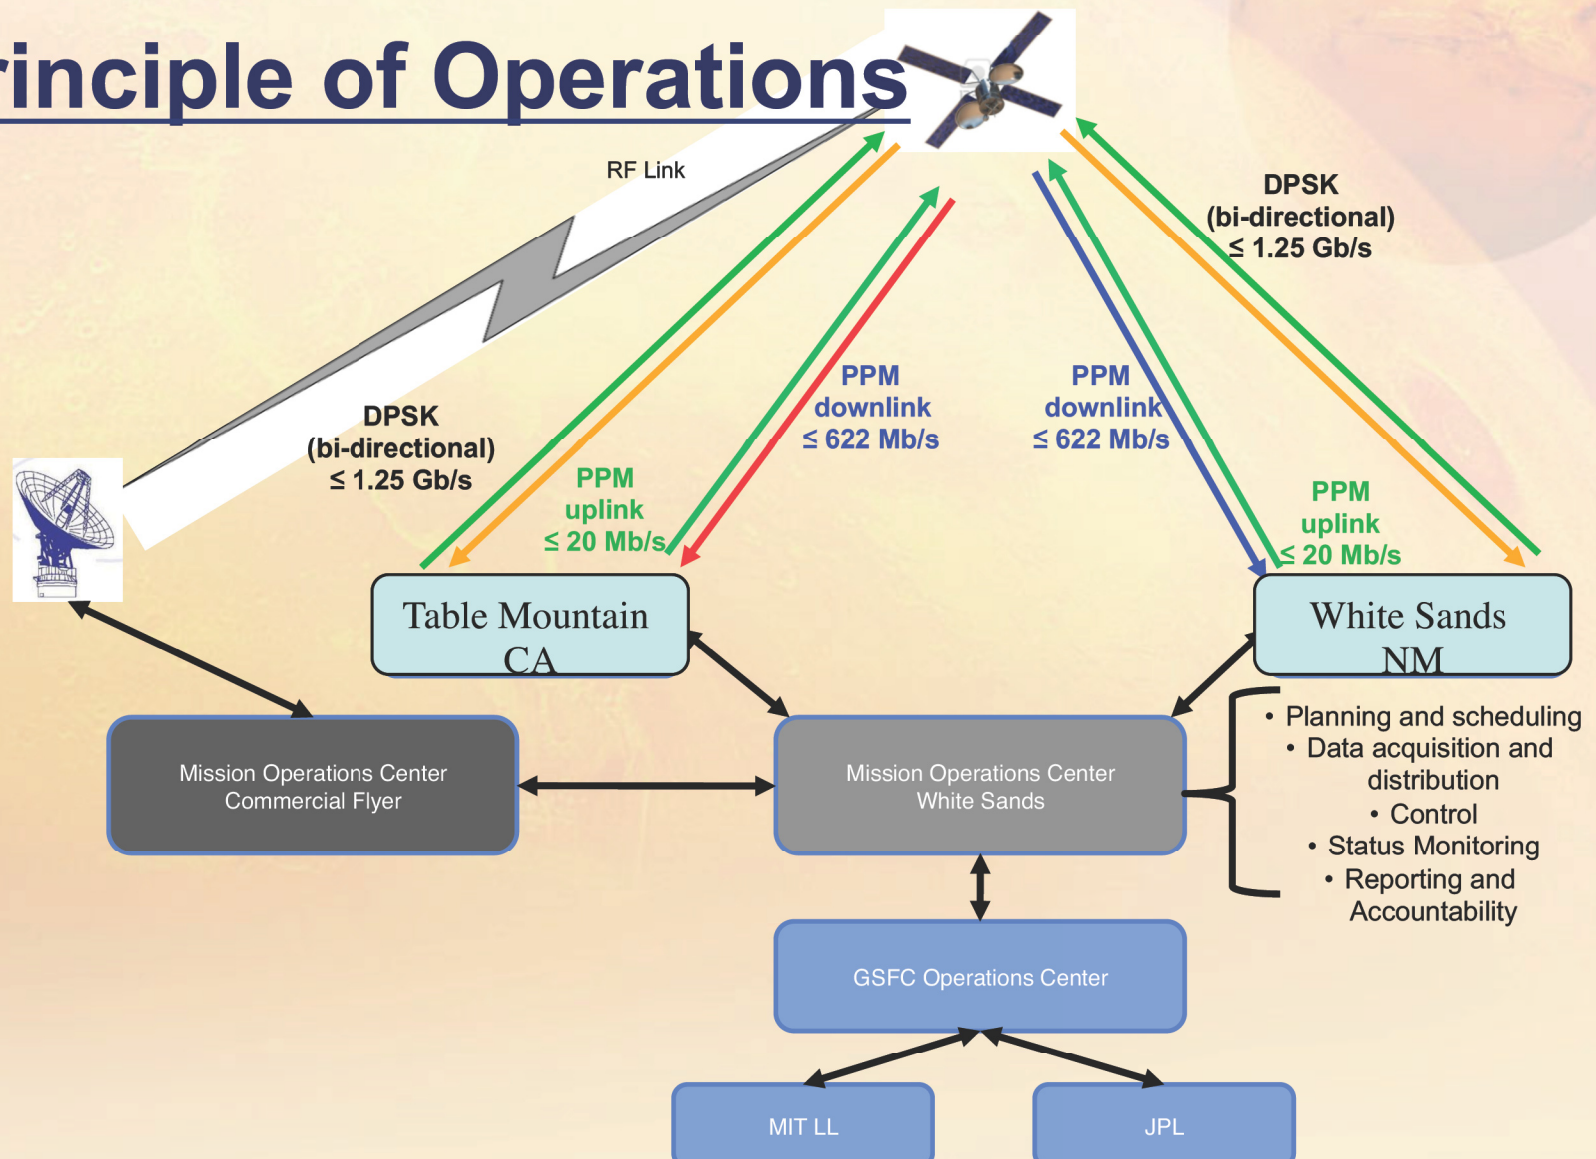 rinciple of Operations
RF Link
DPSK
(bi-directional)
≤ 1.25 Gb/s
PPM
downlink
≤ 622 Mb/s
PPM
downlink
≤ 622 Mb/s
DPSK
(bi-directional)
≤ 1.25 Gb/s
PPM
uplink
≤ 20 Mb/s
PPM
uplink
≤ 20 Mb/s
Table Mountain
CA
White Sands
NM
Mission Operations Center
Commercial Flyer
Mission Operations Center
White Sands
• Planning and scheduling
• Data acquisition and
distribution
• Control
• Status Monitoring
• Reporting and
Accountability
GSFC Operations Center
MIT LL
JPL